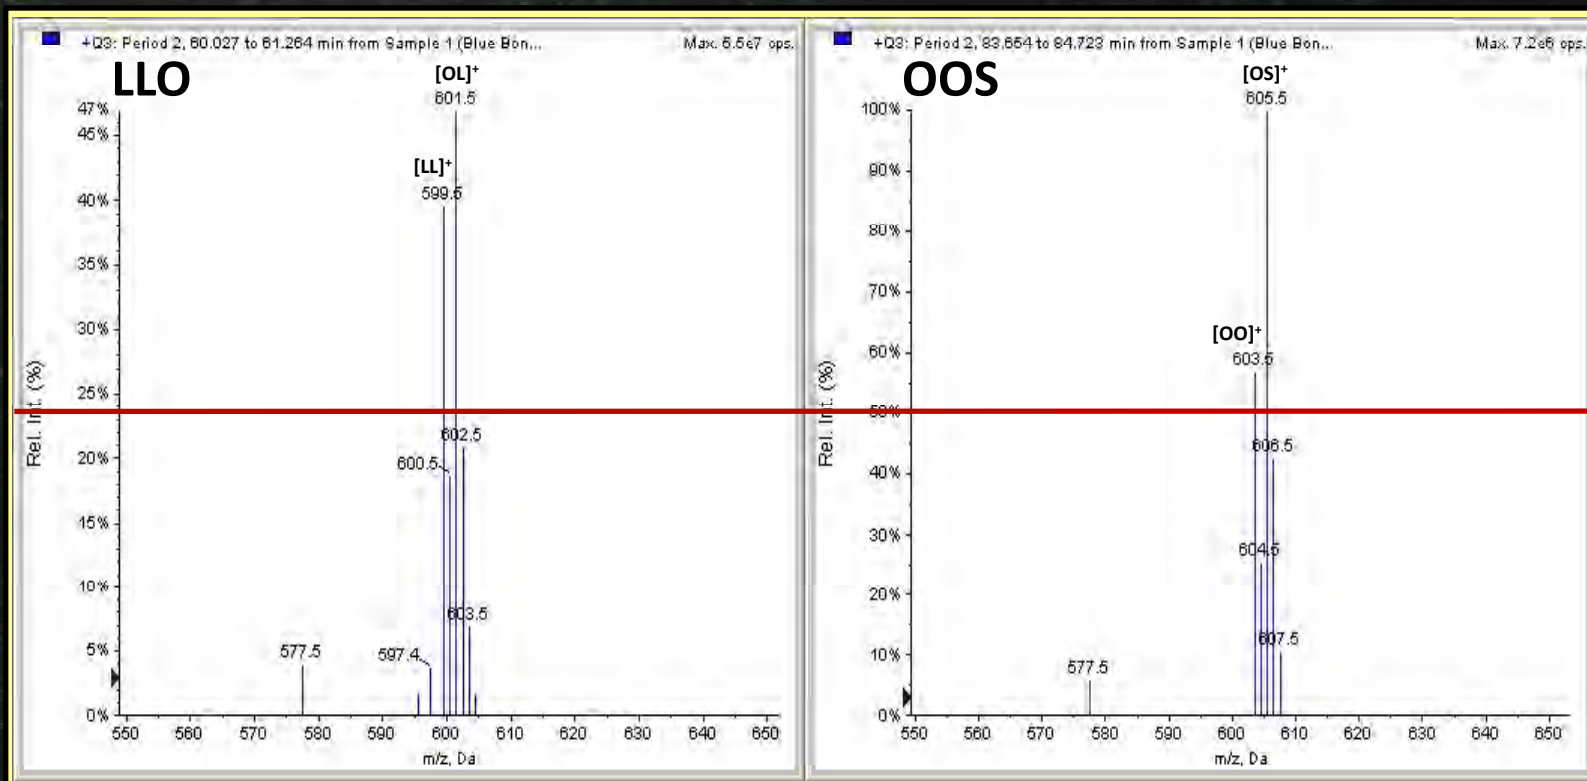 +Q3: Period 2, 60.027 to 61.264 min from Sample 1 (Blue Bon...
Max. 5.5e7 cps.
LLO
[OL]+
601.5
47%
45%
[LL]+
599.5
40%
35%
30%
25%
602.5
600.5
20%
15%
10%
603.5
577.5
597.4
5%
0%
Rel. Int. (%)
550 560 570 580 590 600 610 620 630 640 650
m/z, Da
+Q3: Period 2, 83.654 to 84.723 min from Sample 1 (Blue Bon...
Max. 7.2e6 cps.
OOS
[OS]+
605.5
100%
90%
80%
70%
[OO]+
603.5
60%
50%
606.5
40%
604.5
30%
20%
607.5
10%
577.5
0%
Rel. Int. (%)
550 560 570 580 590 600 610 620 630 640 650
m/z, Da